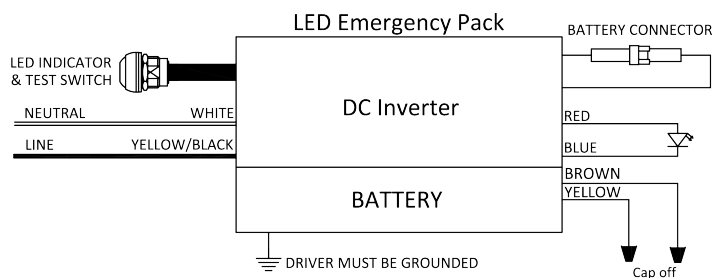 LED Emergency Pack
BATTERY CONNECTOR
LED INDICATOR
& TEST SWITCH
DC Inverter
NEUTRAL WHITE
RED
LINE YELLOW/BLACK
BLUE
BROWN
YELLOW
BATTERY
DRIVER MUST BE GROUNDED
Cap off